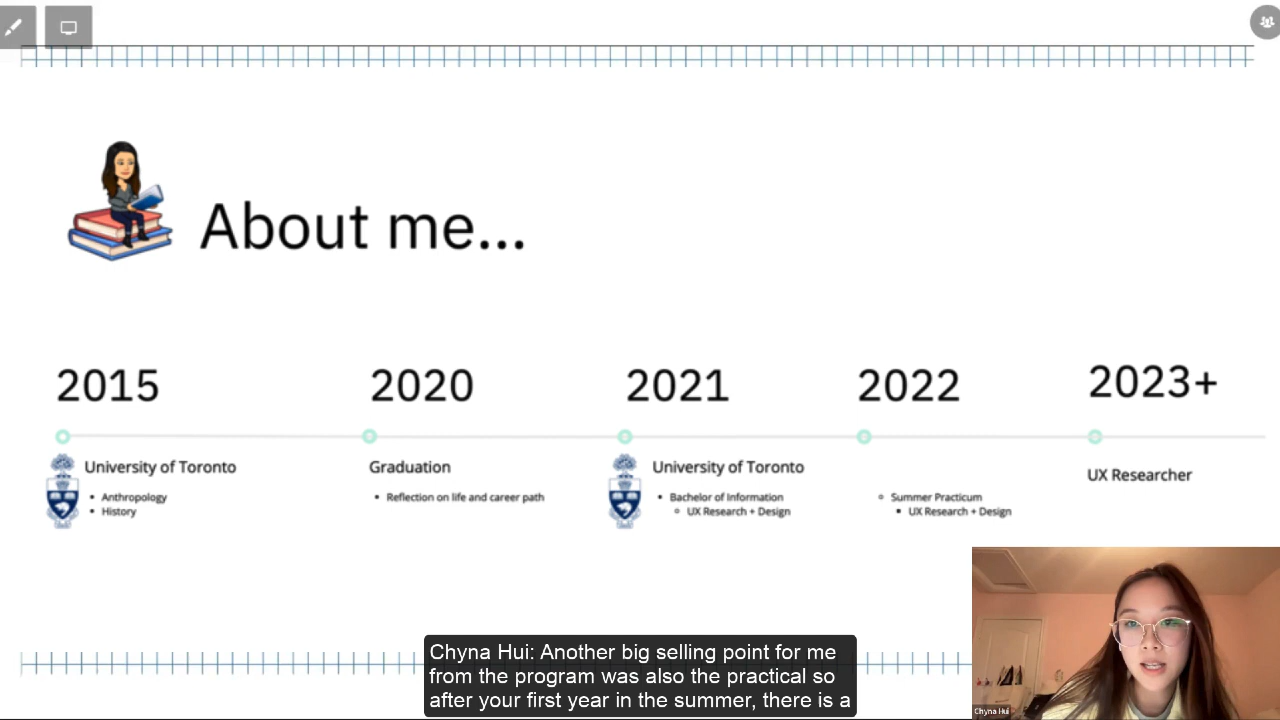 About me...
2015
2020
2021
2022
2023+
University of Toronto
• Anthropology
• History
Graduation
• Reflection on life and career path
University of Toronto
• Bachelor of Information
○ UX Research + Design
○ Summer Practicum
▪ UX Research + Design
UX Researcher
Chyna Hui: Another big selling point for me
from the program was also the practical so
after your first year in the summer, there is a
Chyna Hui